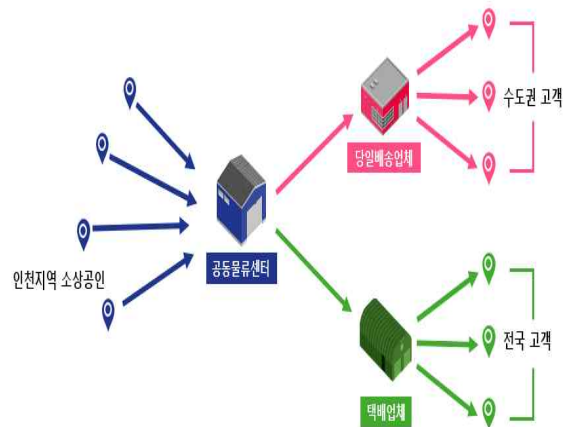 수도권 고객
당일배송업체
인천지역 소상공인
공동물류센터
전국 고객
택배업체